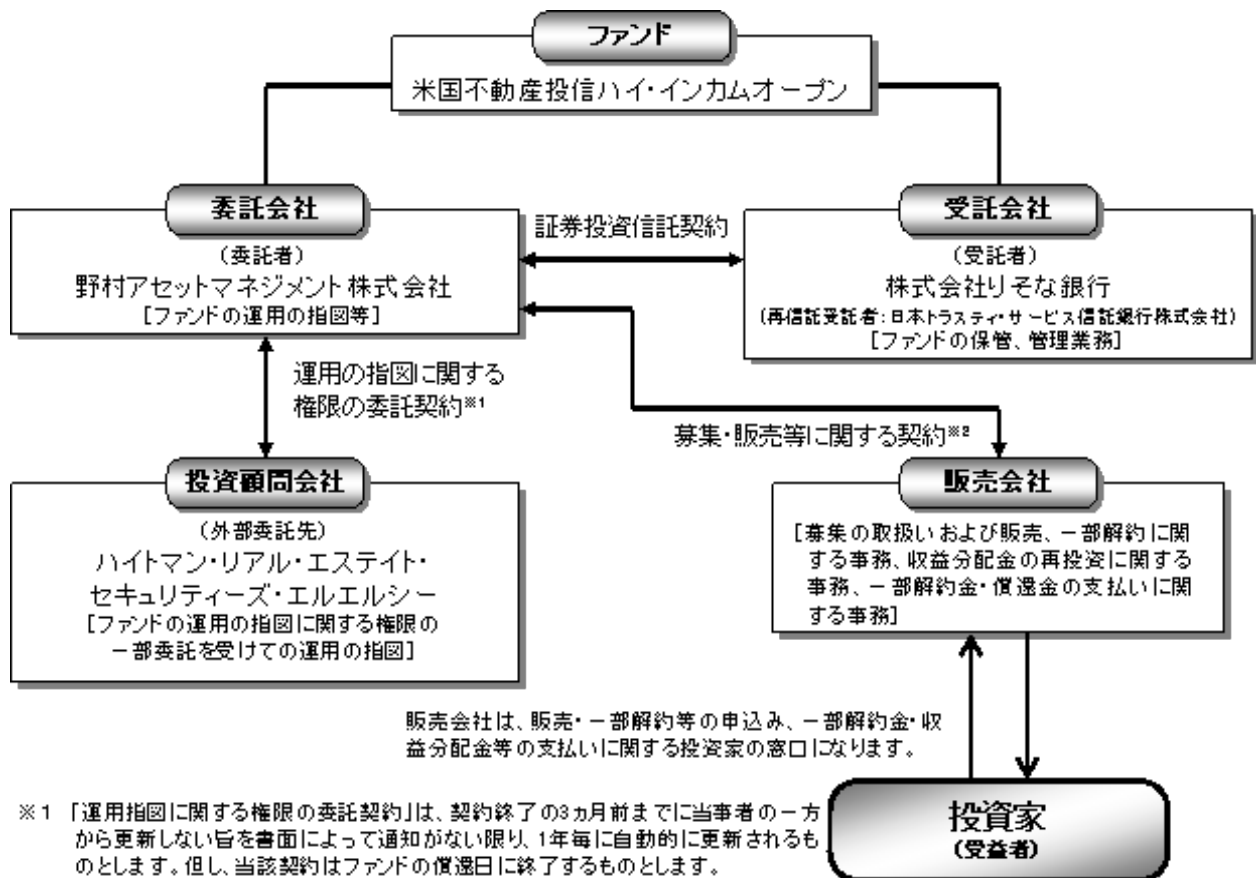 ファンド
米国不動産投信ハイ・インカムオープン
委託会社
(委託者)
野村アセットマネジメント株式会社
[ファンドの運用の指図等]
証券投資信託契約
受託会社
(受託者)
株式会社りそな銀行
(再信託受託者:日本トラスティ・サービス信託銀行株式会社)
[ファンドの保管、管理業務]
運用の指図に関する
権限の委託契約※1
募集・販売等に関する契約※2
投資顧問会社
(外部委託先)
ハイトマン・リアル・エステイト・
セキュリティーズ・エルエルシー
[ファンドの運用の指図に関する権限の
一部委託を受けての運用の指図]
販売会社
[募集の取扱いおよび販売、一部解約に関
する事務、収益分配金の再投資に関する
事務、一部解約金・償還金の支払いに関
する事務]
販売会社は、販売・一部解約等の申込み、一部解約金・収
益分配金等の支払いに関する投資家の窓口になります。
投資家
(受益者)
※1 「運用指図に関する権限の委託契約」は、契約終了の3ヵ月前までに当事者の一方
から更新しない旨を書面によって通知がない限り、1年毎に自動的に更新されるも
のとします。但し、当該契約はファンドの償還日に終了するものとします。